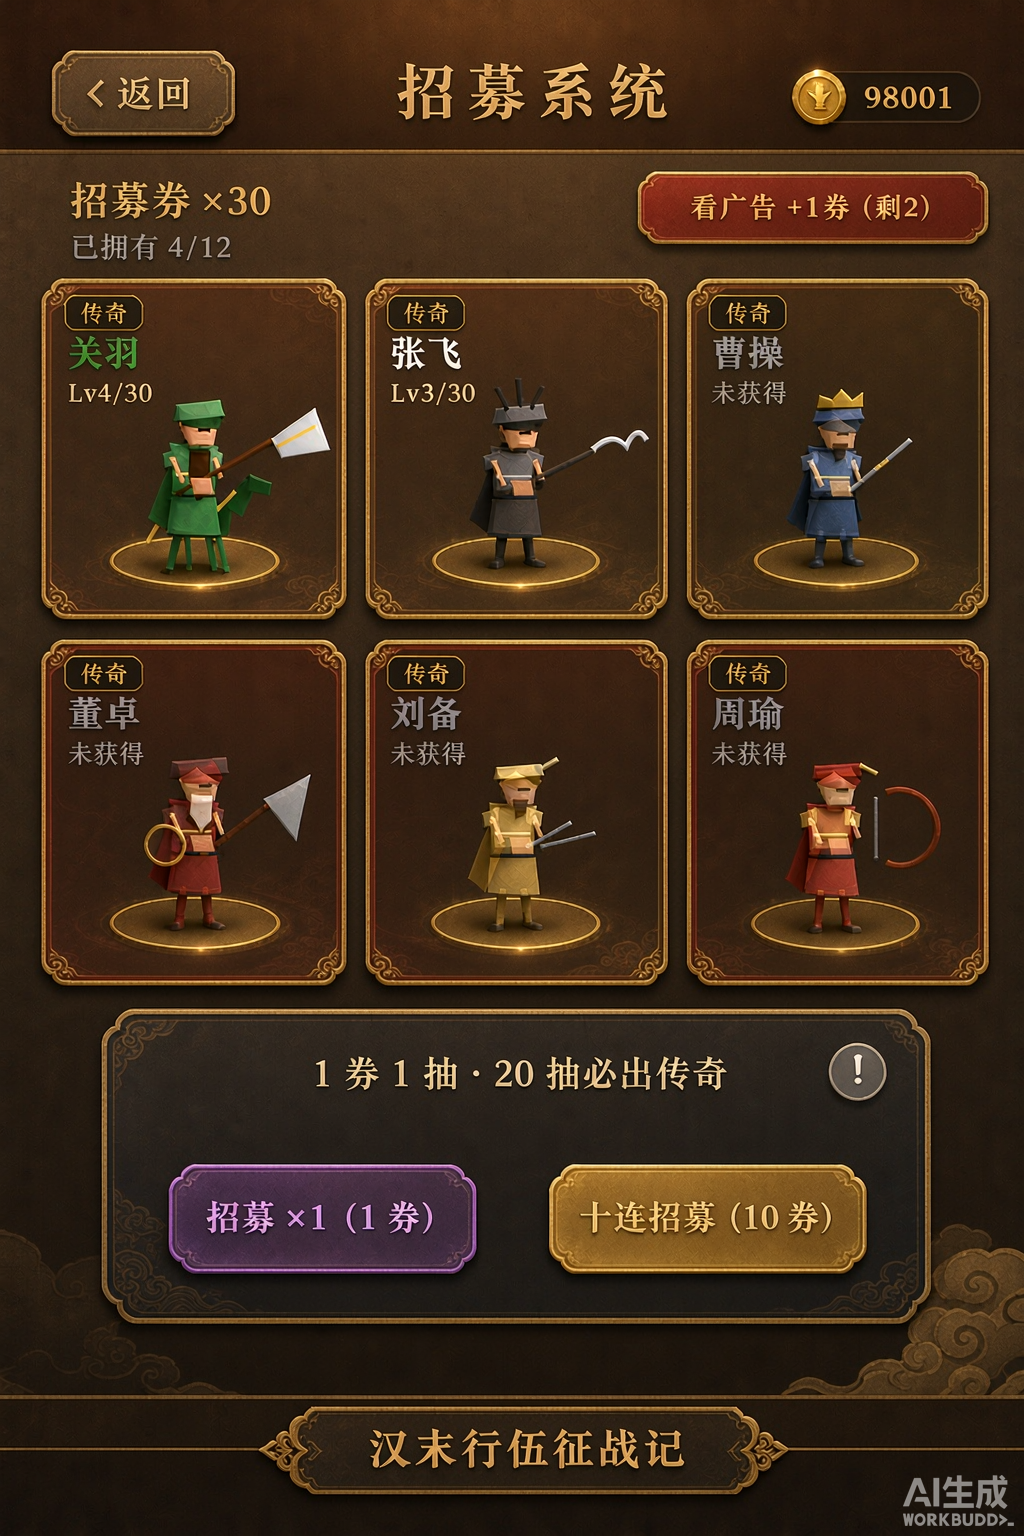 < 返回
招募系统
98001
招募券 ×30
已拥有 4/12
看广告 +1券 (剩2)
传奇
关羽
Lv4/30
传奇
张飞
Lv3/30
传奇
曹操
未获得
传奇
董卓
未获得
传奇
刘备
未获得
传奇
周瑜
未获得
1 券 1 抽 · 20 抽必出传奇
!
招募 ×1 (1 券)
十连招募 (10 券)
汉末行伍征战记
AI生成
WORKBUDD>_